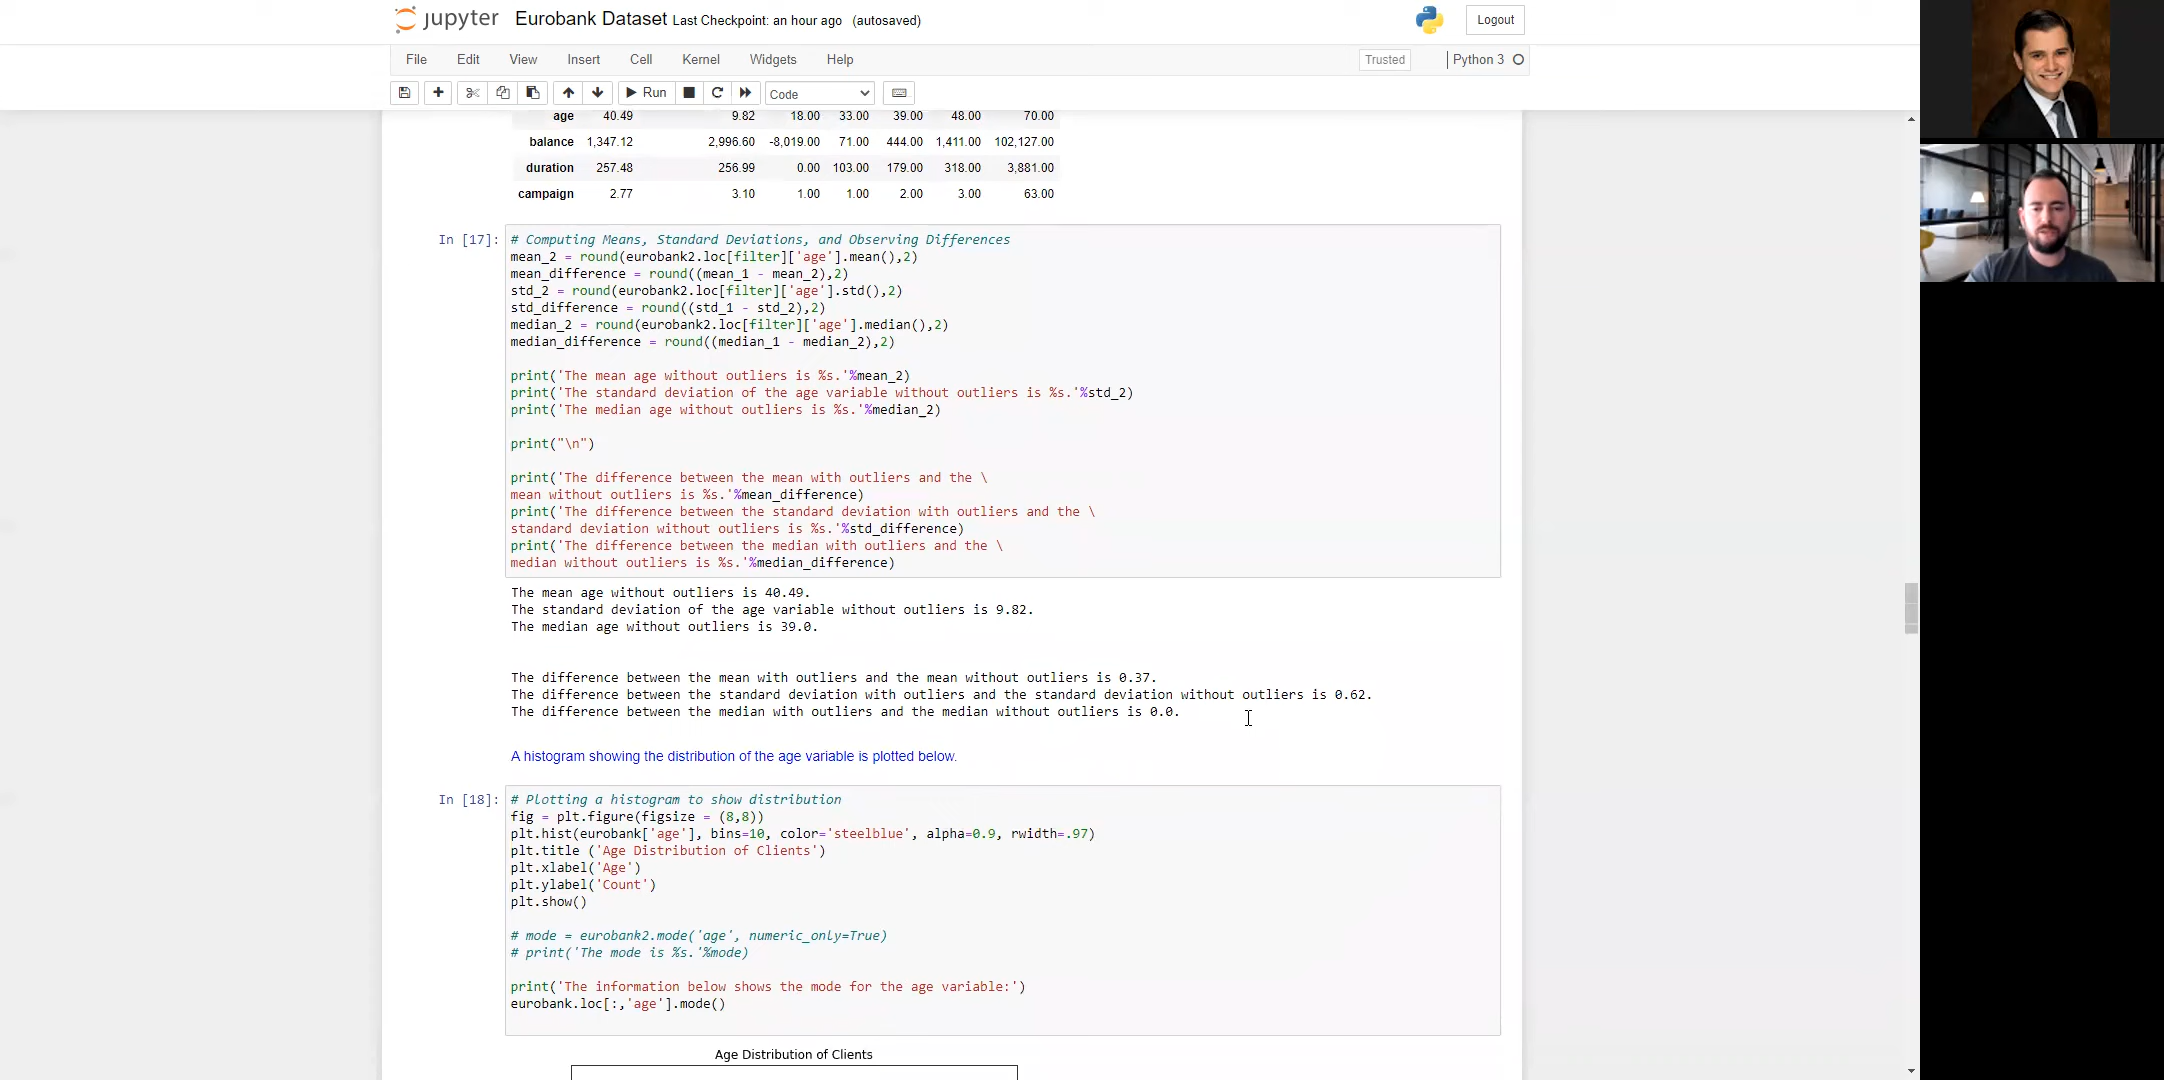 jupyter Eurobank Dataset Last Checkpoint: an hour ago (autosaved) Logout
File Edit View Insert Cell Kernel Widgets Help Trusted Python 3
Run Code
age 40.49 9.82 18.00 33.00 39.00 48.00 70.00
balance 1,347.12 2,996.60 -8,019.00 71.00 444.00 1,411.00 102,127.00
duration 257.48 256.99 0.00 103.00 179.00 318.00 3,881.00
campaign 2.77 3.10 1.00 1.00 2.00 3.00 63.00
In [17]: # Computing Means, Standard Deviations, and Observing Differences
mean_2 = round(eurobank2.loc[filter]['age'].mean(),2)
mean_difference = round((mean_1 - mean_2),2)
std_2 = round(eurobank2.loc[filter]['age'].std(),2)
std_difference = round((std_1 - std_2),2)
median_2 = round(eurobank2.loc[filter]['age'].median(),2)
median_difference = round((median_1 - median_2),2)
print('The mean age without outliers is %s.'%mean_2)
print('The standard deviation of the age variable without outliers is %s.'%std_2)
print('The median age without outliers is %s.'%median_2)
print("\n")
print('The difference between the mean with outliers and the \
mean without outliers is %s.'%mean_difference)
print('The difference between the standard deviation with outliers and the \
standard deviation without outliers is %s.'%std_difference)
print('The difference between the median with outliers and the \
median without outliers is %s.'%median_difference)
The mean age without outliers is 40.49.
The standard deviation of the age variable without outliers is 9.82.
The median age without outliers is 39.0.
The difference between the mean with outliers and the mean without outliers is 0.37.
The difference between the standard deviation with outliers and the standard deviation without outliers is 0.62.
The difference between the median with outliers and the median without outliers is 0.0.
A histogram showing the distribution of the age variable is plotted below.
In [18]: # Plotting a histogram to show distribution
fig = plt.figure(figsize = (8,8))
plt.hist(eurobank['age'], bins=10, color='steelblue', alpha=0.9, rwidth=.97)
plt.title ('Age Distribution of Clients')
plt.xlabel('Age')
plt.ylabel('Count')
plt.show()
# mode = eurobank2.mode('age', numeric_only=True)
# print('The mode is %s.'%mode)
print('The information below shows the mode for the age variable:')
eurobank.loc[:,'age'].mode()
Age Distribution of Clients